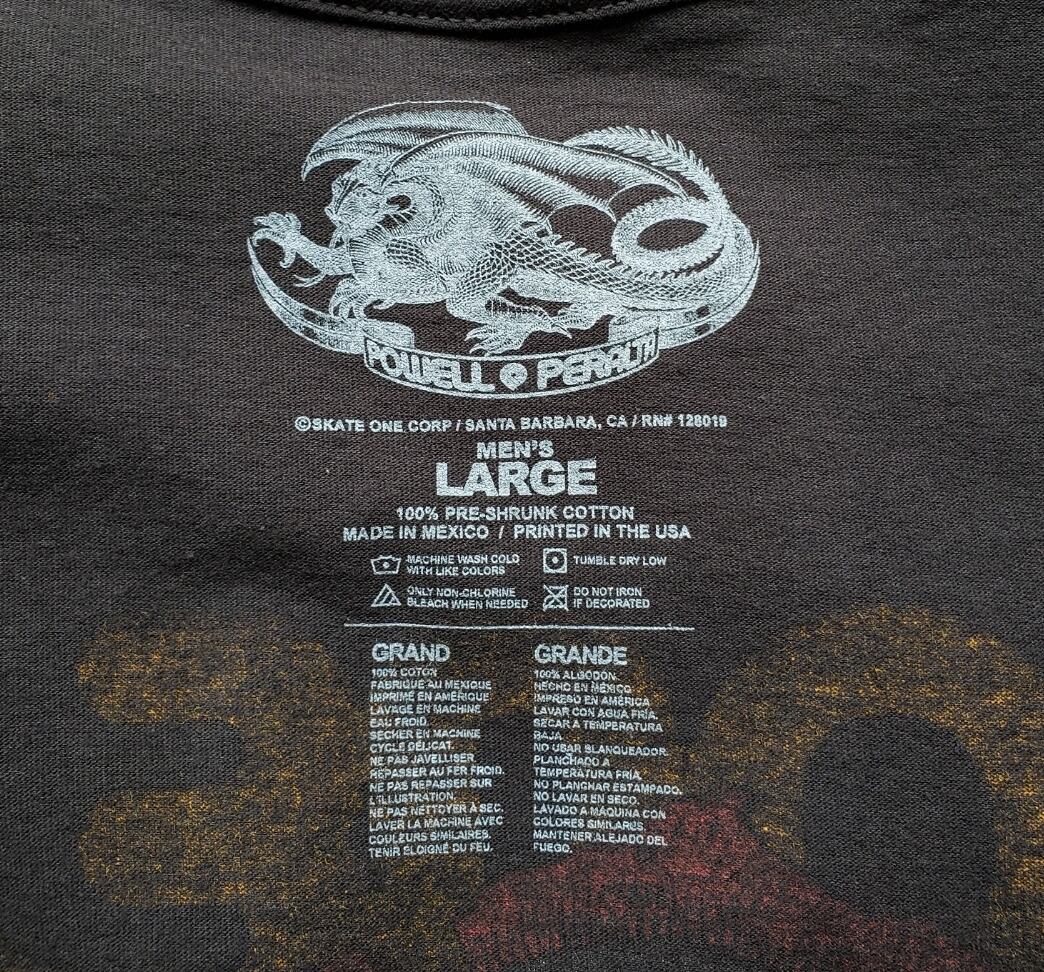 POWELL PERALTA
©SKATE ONE CORP / SANTA BARBARA, CA / RN# 128019
MEN'S
LARGE
100% PRE-SHRUNK COTTON
MADE IN MEXICO / PRINTED IN THE USA
MACHINE WASH COLD
WITH LIKE COLORS
TUMBLE DRY LOW
ONLY NON-CHLORINE
BLEACH WHEN NEEDED
DO NOT IRON
IF DECORATED
GRAND
100% COTON
FABRIQUÉ AU MEXIQUE
IMPRIMÉ EN AMÉRIQUE
LAVAGE EN MACHINE
EAU FROID.
SÉCHER EN MACHINE
CYCLE DÉLICAT.
NE PAS JAVELLISER.
REPASSER AU FER FROID.
NE PAS REPASSER SUR
L'ILLUSTRATION.
NE PAS NETTOYER À SEC.
LAVER LA MACHINE AVEC
COULEURS SIMILAIRES.
TENIR ÉLOIGNÉ DU FEU.
GRANDE
100% ALGODÓN.
HECHO EN MÉXICO
IMPRESO EN AMÉRICA
LAVAR CON AGUA FRÍA.
SECAR A TEMPERATURA
BAJA
NO USAR BLANQUEADOR.
PLANCHADO A
TEMPERATURA FRÍA.
NO PLANCHAR ESTAMPADO.
NO LAVAR EN SECO.
LAVADO A MÁQUINA CON
COLORES SIMILARES.
MANTENER ALEJADO DEL
FUEGO.